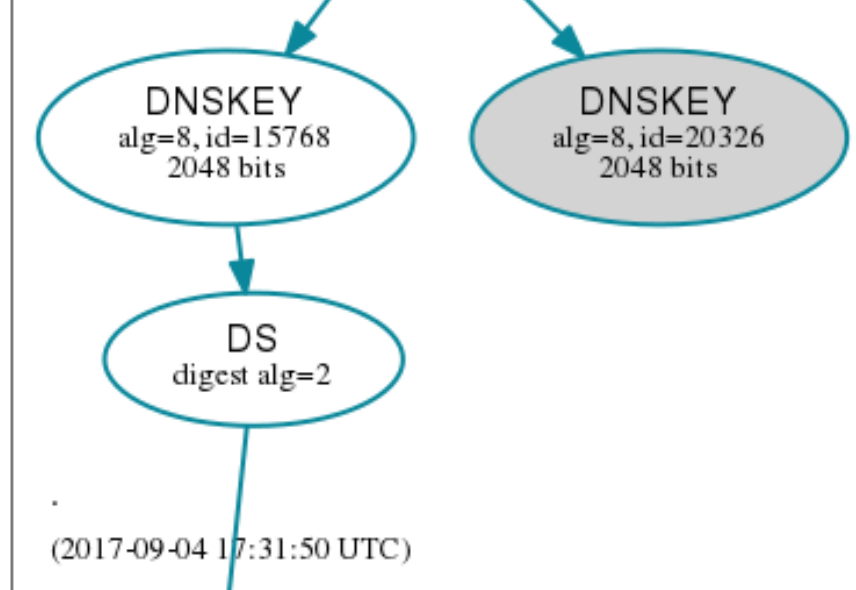 DNSKEY
alg=8, id=15768
2048 bits
DNSKEY
alg=8, id=20326
2048 bits
DS
digest alg=2
.
(2017-09-04 17:31:50 UTC)